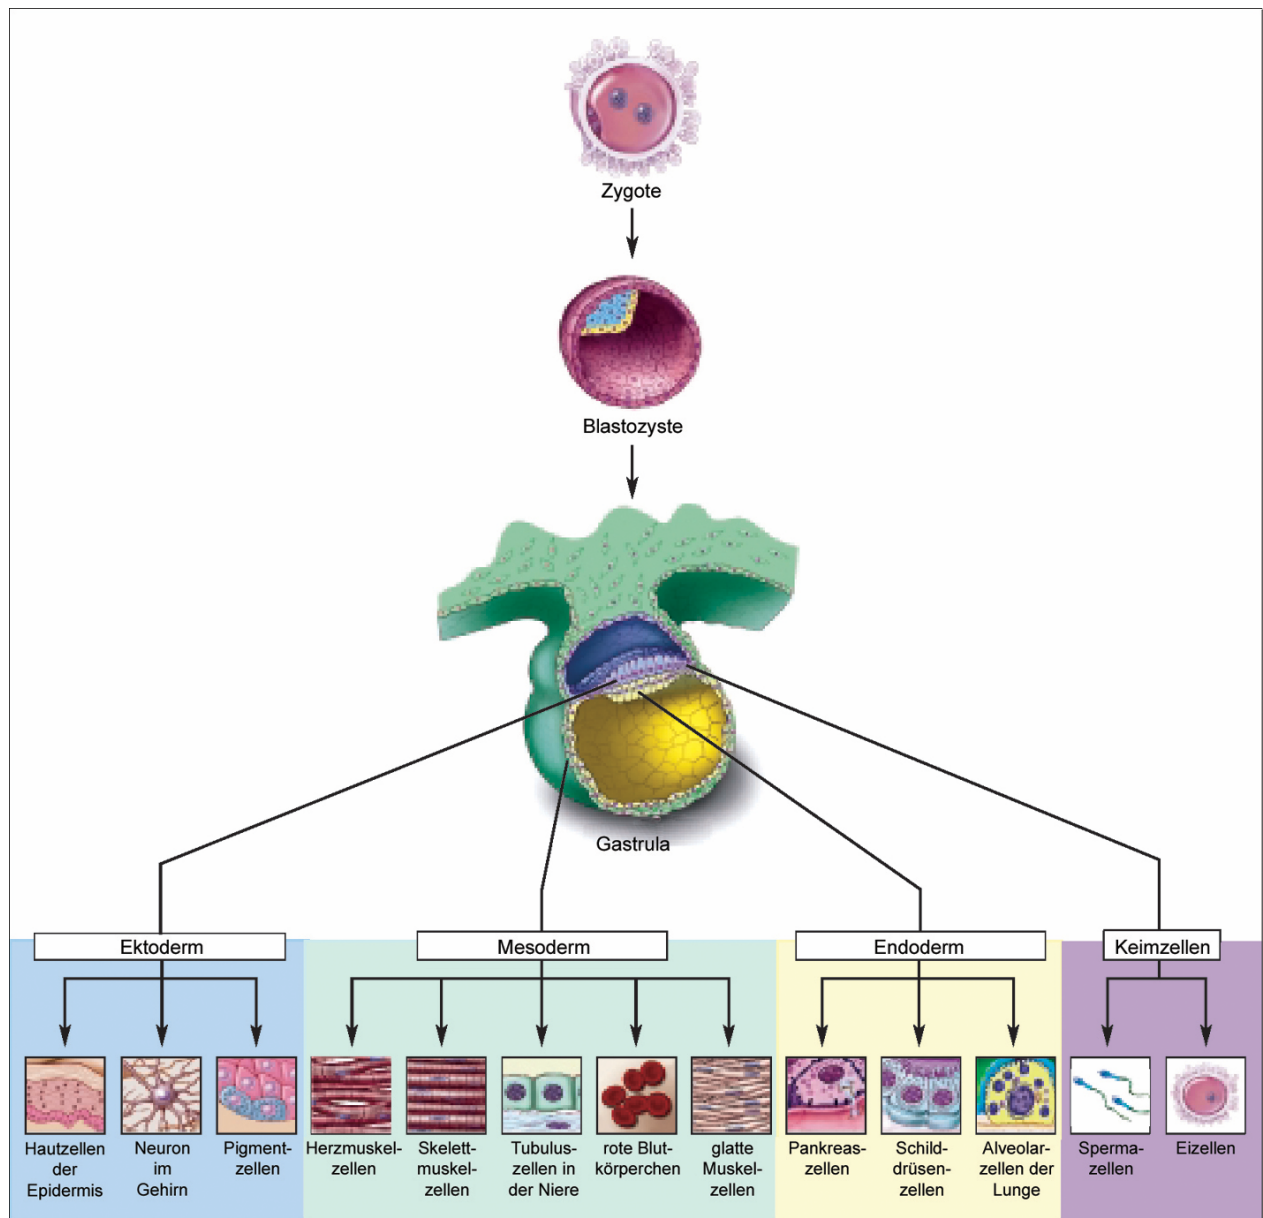 Zygote
Blastozyste
Gastrula
Ektoderm
Mesoderm
Endoderm
Keimzellen
Hautzellen
der
Epidermis
Neuron
im
Gehirn
Pigment-
zellen
Herzmuskel-
zellen
Skelett-
muskel-
zellen
Tubulus-
zellen in
der Niere
rote Blut-
körperchen
glatte
Muskel-
zellen
Pankreas-
zellen
Schild-
drüsen-
zellen
Alveolar-
zellen der
Lunge
Sperma-
zellen
Eizellen